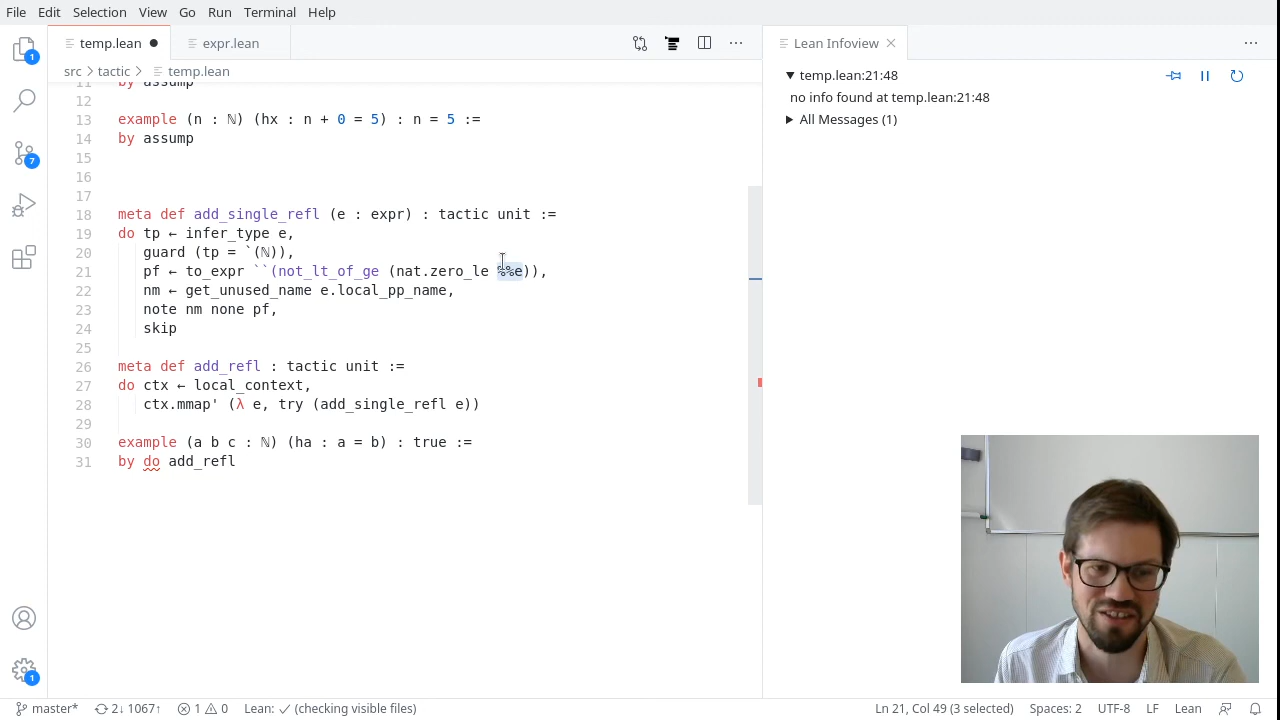 File Edit Selection View Go Run Terminal Help
temp.lean
expr.lean
Lean Infoview
src > tactic > temp.lean
temp.lean:21:48
no info found at temp.lean:21:48
All Messages (1)
11 by assump
12
13 example (n : ℕ) (hx : n + 0 = 5) : n = 5 :=
14 by assump
15
16
17
18 meta def add_single_refl (e : expr) : tactic unit :=
19 do tp ← infer_type e,
20 guard (tp = `(ℕ)),
21 pf ← to_expr ``(not_lt_of_ge (nat.zero_le %%e)),
22 nm ← get_unused_name e.local_pp_name,
23 note nm none pf,
24 skip
25
26 meta def add_refl : tactic unit :=
27 do ctx ← local_context,
28 ctx.mmap' (λ e, try (add_single_refl e))
29
30 example (a b c : ℕ) (ha : a = b) : true :=
31 by do add_refl
1
7
1
master* 2↓ 1067↑ 1 0 Lean: ✓ (checking visible files) Ln 21, Col 49 (3 selected) Spaces: 2 UTF-8 LF Lean